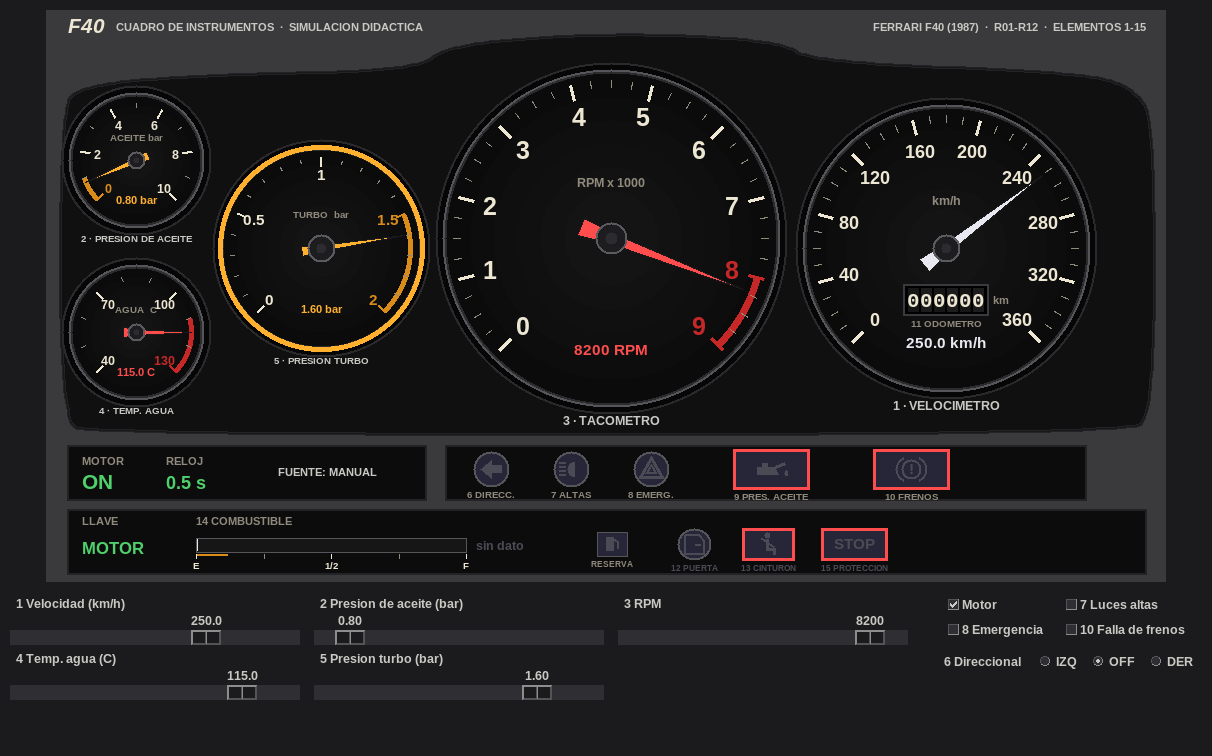 F40 CUADRO DE INSTRUMENTOS · SIMULACION DIDACTICA
FERRARI F40 (1987) · R01-R12 · ELEMENTOS 1-15
4 6
ACEITE bar
2 8
0 10
0.80 bar
2 · PRESION DE ACEITE
70 100
AGUA C
40 130
115.0 C
4 · TEMP. AGUA
1
TURBO bar
0.5 1.5
0 2
1.60 bar
5 · PRESION TURBO
4 5
3 6
RPM x 1000
2 7
1 8
0 9
8200 RPM
3 · TACOMETRO
160 200
120 240
km/h
80 280
40 320
000000 km
0 360
11 ODOMETRO
250.0 km/h
1 · VELOCIMETRO
MOTOR RELOJ
FUENTE: MANUAL
ON 0.5 s
6 DIRECC. 7 ALTAS 8 EMERG. 9 PRES. ACEITE 10 FRENOS
LLAVE 14 COMBUSTIBLE
MOTOR
sin dato
E 1/2 F
RESERVA 12 PUERTA 13 CINTURON
STOP
15 PROTECCION
1 Velocidad (km/h) 2 Presion de aceite (bar) 3 RPM
250.0 0.80 8200
4 Temp. agua (C) 5 Presion turbo (bar)
115.0 1.60
Motor 7 Luces altas
8 Emergencia 10 Falla de frenos
6 Direccional IZQ OFF DER